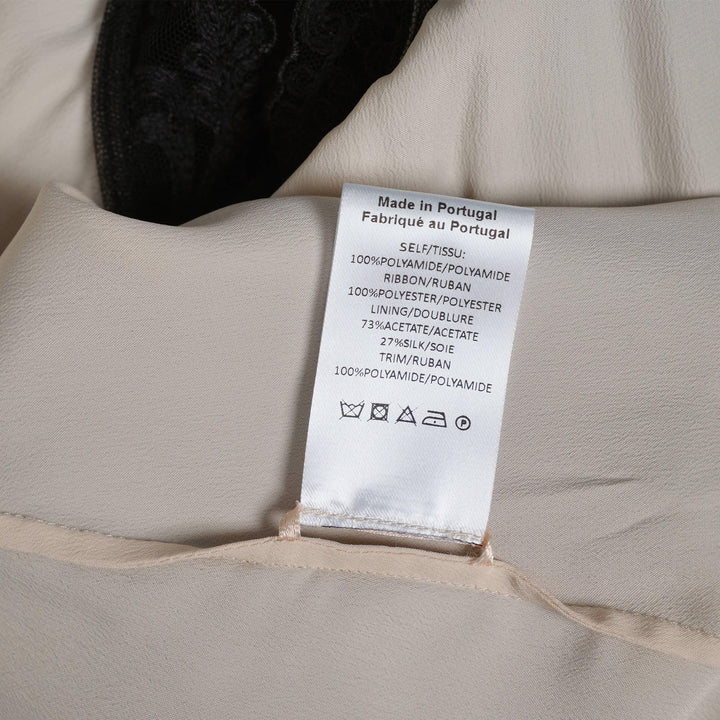 Made in Portugal
Fabriqué au Portugal
SELF/TISSU:
100%POLYAMIDE/POLYAMIDE
RIBBON/RUBAN
100%POLYESTER/POLYESTER
LINING/DOUBLURE
73%ACETATE/ACETATE
27%SILK/SOIE
TRIM/RUBAN
100%POLYAMIDE/POLYAMIDE
P